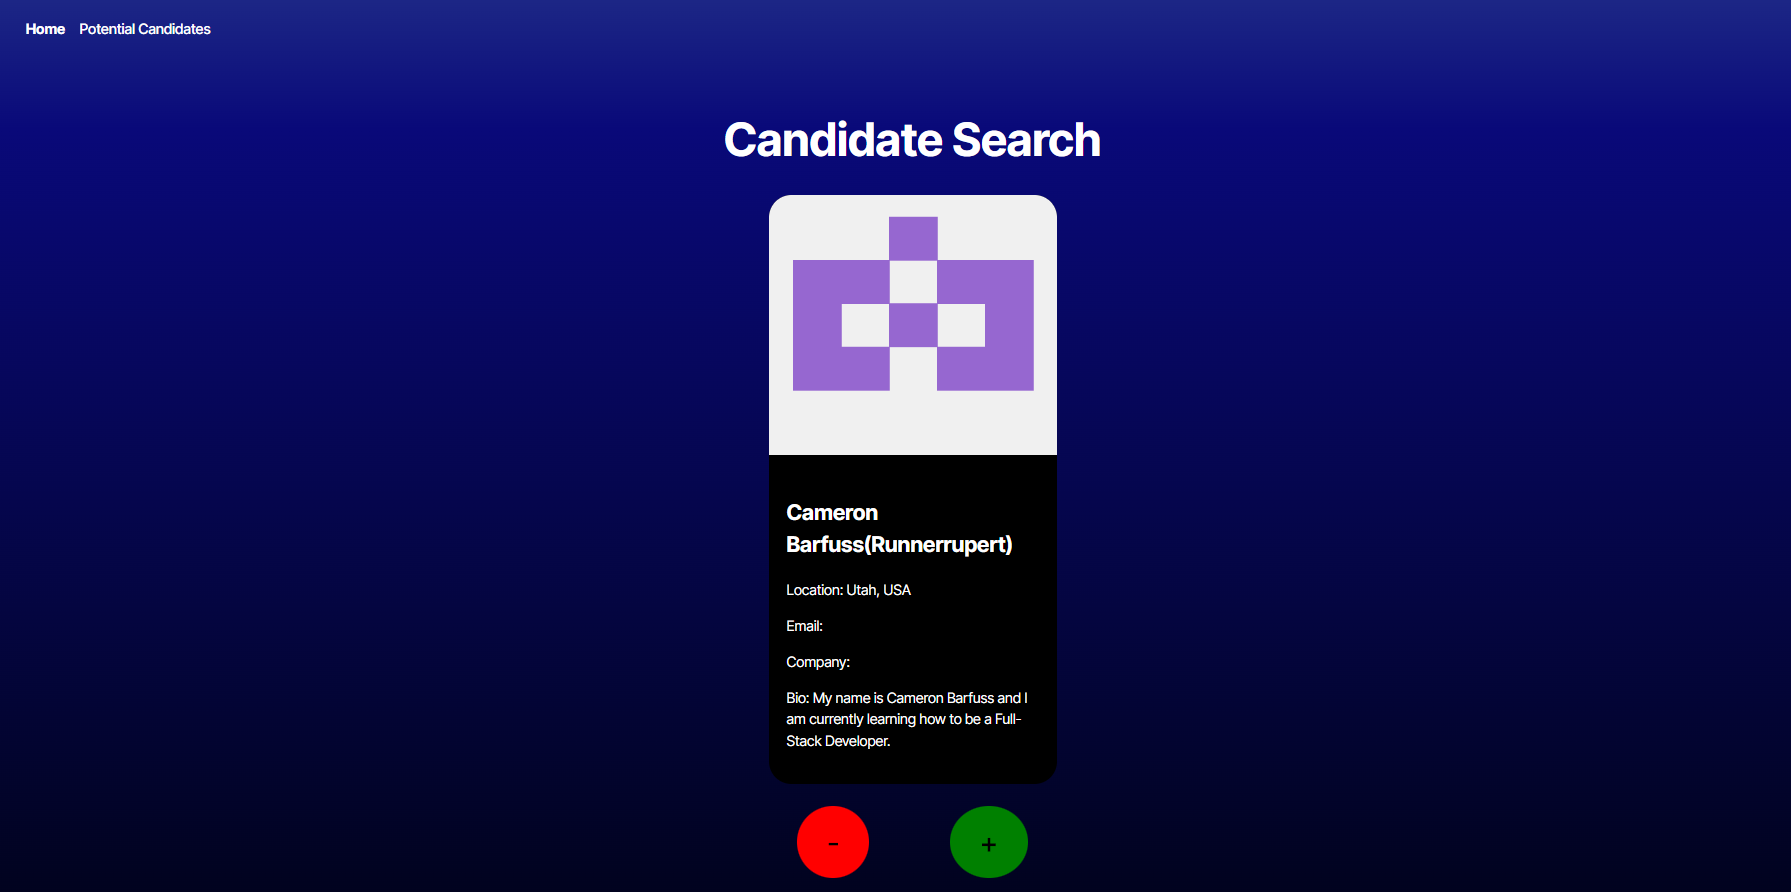 Home Potential Candidates
Candidate Search
Cameron
Barfuss(Runnerrupert)
Location: Utah, USA
Email:
Company:
Bio: My name is Cameron Barfuss and I
am currently learning how to be a Full-
Stack Developer.
- +